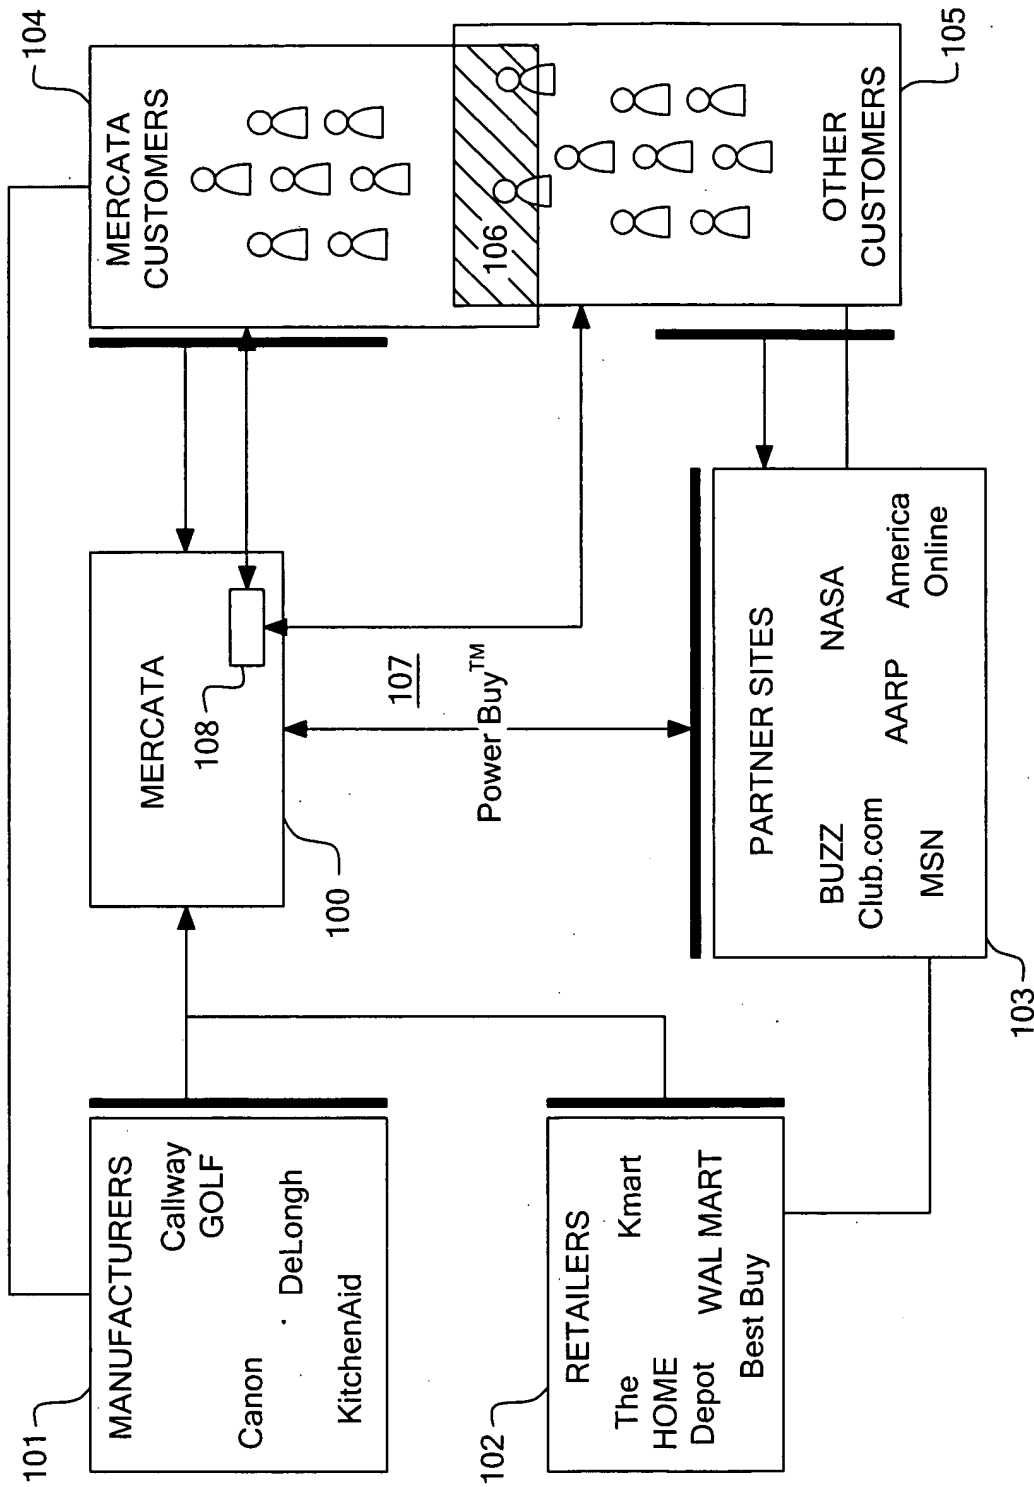 101
MANUFACTURERS
Callway
GOLF
Canon
DeLongh
KitchenAid
102
RETAILERS
Kmart
The
HOME
Depot
WAL MART
Best Buy
MERCATA
108
100
107
Power Buy™
PARTNER SITES
BUZZ
Club.com
NASA
AARP
America
Online
MSN
103
104
MERCATA
CUSTOMERS
106
OTHER
CUSTOMERS
105